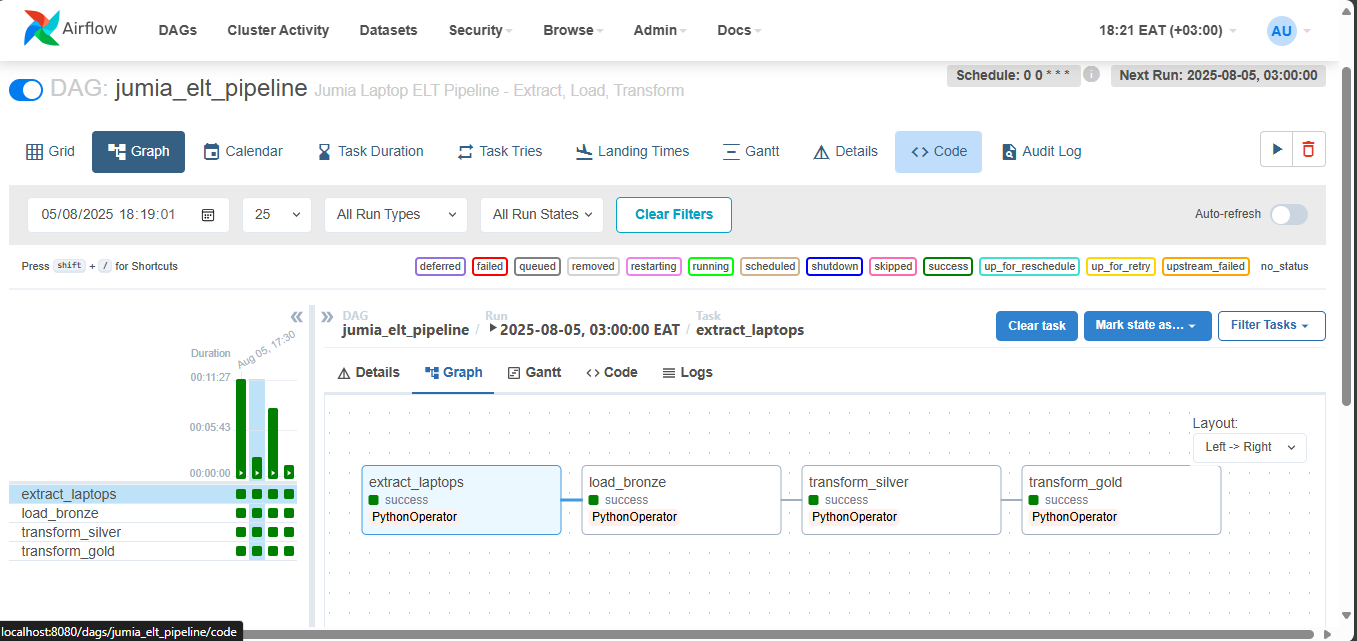 Airflow DAGs Cluster Activity Datasets Security Browse Admin Docs 18:21 EAT (+03:00) AU
DAG: jumia_elt_pipeline Jumia Laptop ELT Pipeline - Extract, Load, Transform Schedule: 0 0 * * * i Next Run: 2025-08-05, 03:00:00
Grid Graph Calendar Task Duration Task Tries Landing Times Gantt Details <> Code Audit Log
05/08/2025 18:19:01 25 All Run Types All Run States Clear Filters Auto-refresh
Press shift + / for Shortcuts deferred failed queued removed restarting running scheduled shutdown skipped success up_for_reschedule up_for_retry upstream_failed no_status
DAG Run Task
jumia_elt_pipeline / 2025-08-05, 03:00:00 EAT / extract_laptops Clear task Mark state as... Filter Tasks
Duration Aug 05, 17:30
00:11:27
00:05:43
00:00:00
extract_laptops
load_bronze
transform_silver
transform_gold
Details Graph Gantt <> Code Logs
Layout:
Left -> Right
extract_laptops
success
PythonOperator
load_bronze
success
PythonOperator
transform_silver
success
PythonOperator
transform_gold
success
PythonOperator
localhost:8080/dags/jumia_elt_pipeline/code